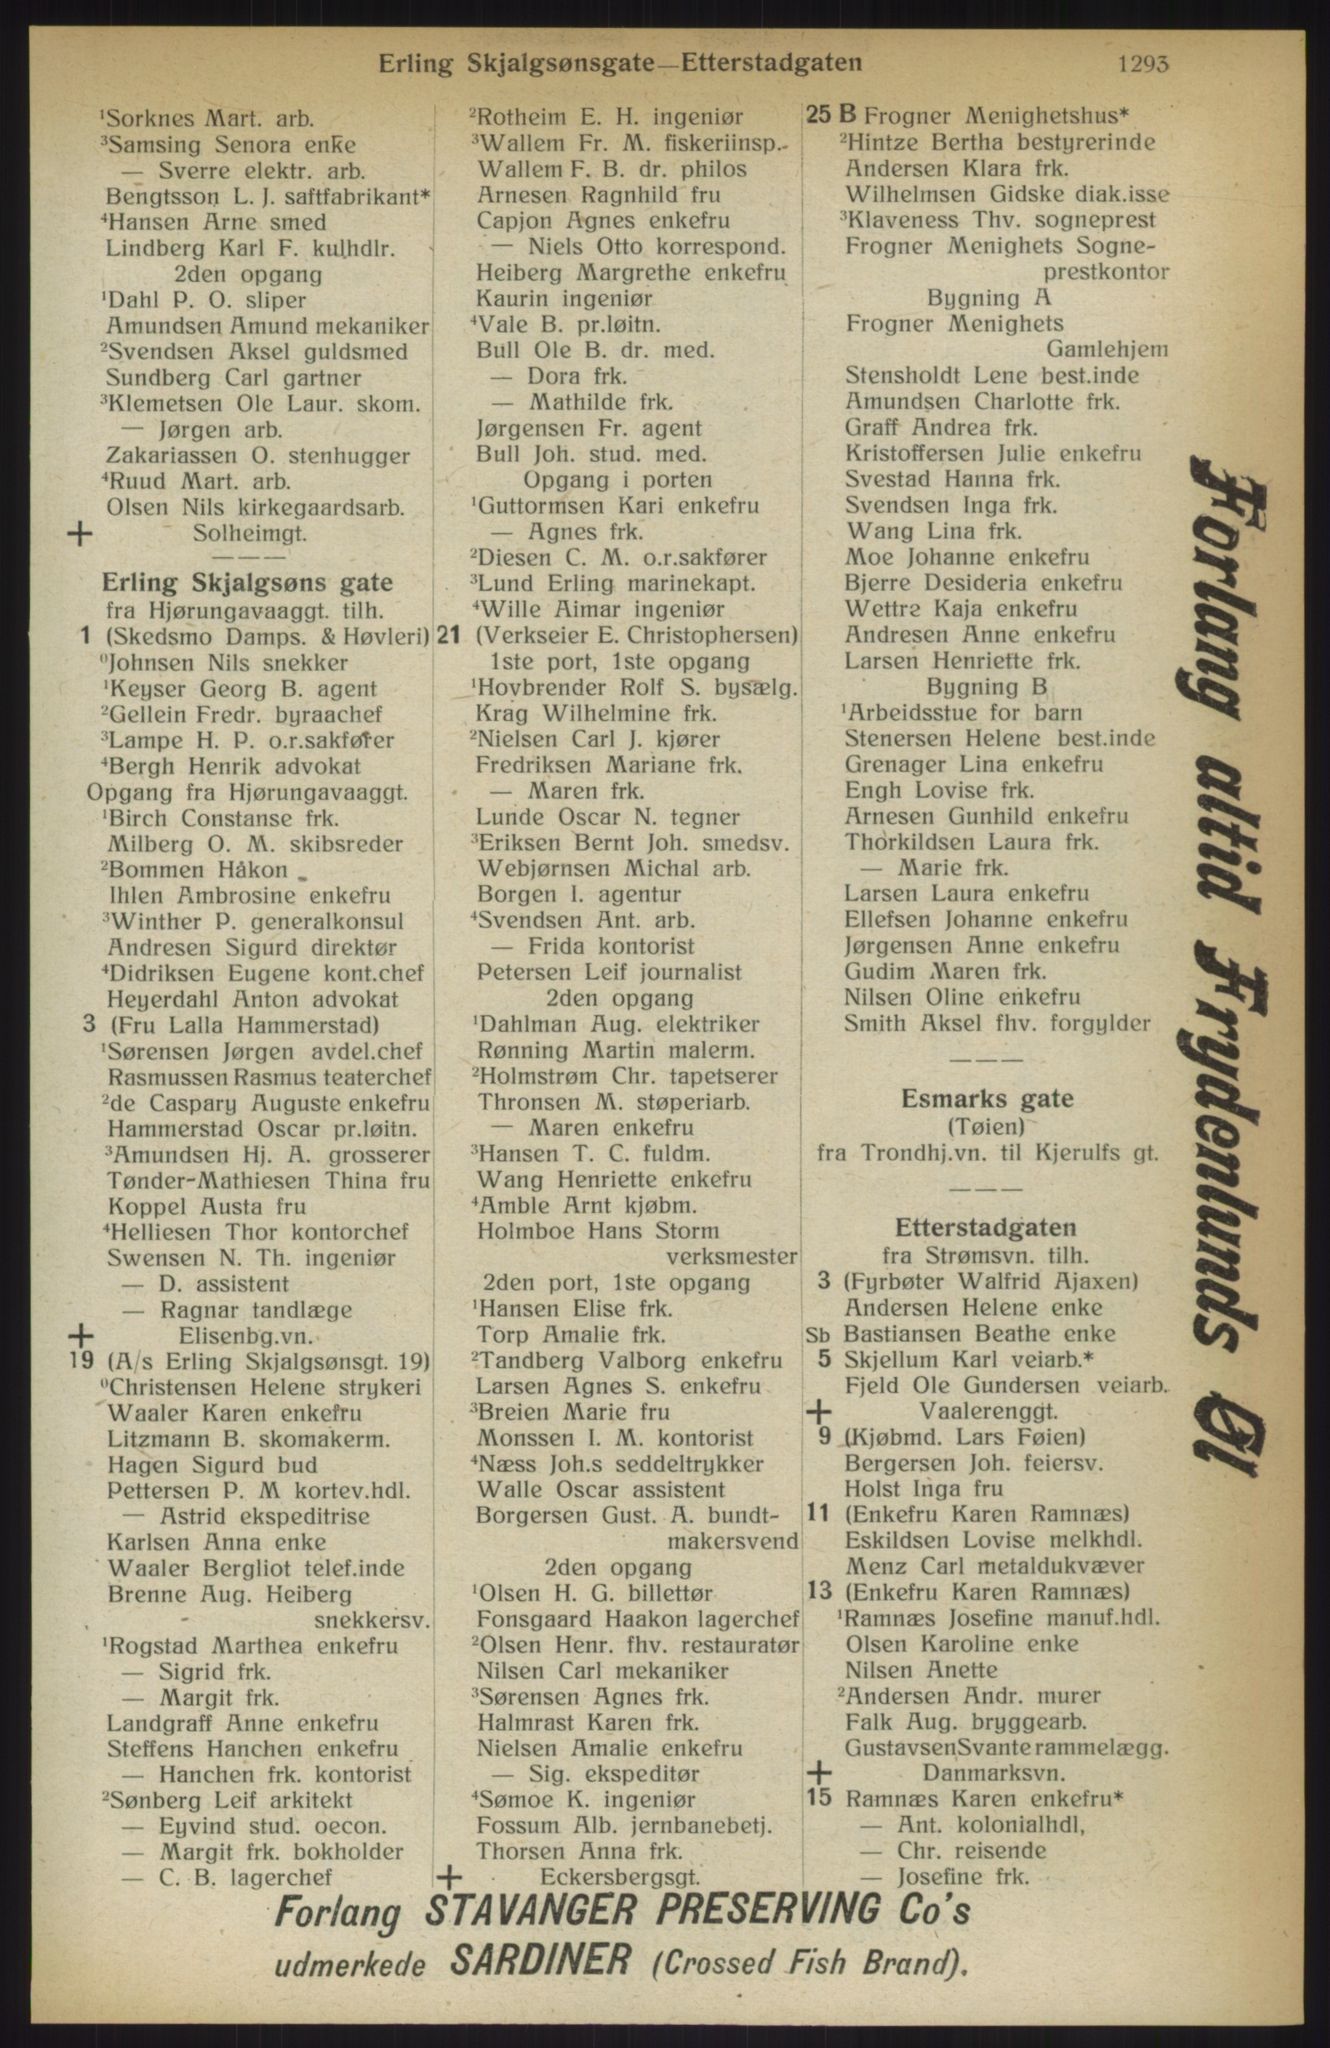 Erling Skjalgsønsgate—Etterstadgaten 1293
¹Sorknes Mart. arb.
³Samsing Senora enke
— Sverre elektr. arb.
Bengtsson L. J. saftfabrikant*
⁴Hansen Arne smed
Lindberg Karl F. kulhdlr.
2den opgang
¹Dahl P. O. sliper
Amundsen Amund mekaniker
²Svendsen Aksel guldsmed
Sundberg Carl gartner
³Klemetsen Ole Laur. skom.
— Jørgen arb.
Zakariassen O. stenhugger
⁴Ruud Mart. arb.
Olsen Nils kirkegaardsarb.
+ Solheimgt.
———
Erling Skjalgsøns gate
fra Hjørungavaaggt. tilh.
1 (Skedsmo Damps. & Høvleri)
⁰Johnsen Nils snekker
¹Keyser Georg B. agent
²Gellein Fredr. byraachef
³Lampe H. P. o.r.sakfører
⁴Bergh Henrik advokat
Opgang fra Hjørungavaaggt.
¹Birch Constanse frk.
Milberg O. M. skibsreder
²Bommen Håkon
Ihlen Ambrosine enkefru
³Winther P. generalkonsul
Andresen Sigurd direktør
⁴Didriksen Eugene kont.chef
Heyerdahl Anton advokat
3 (Fru Lalla Hammerstad)
¹Sørensen Jørgen avdel.chef
Rasmussen Rasmus teaterchef
²de Caspary Auguste enkefru
Hammerstad Oscar pr.løitn.
³Amundsen Hj. A. grosserer
Tønder-Mathiesen Thina fru
Koppel Austa fru
⁴Helliesen Thor kontorchef
Swensen N. Th. ingeniør
— D. assistent
— Ragnar tandlæge
+ Elisenbg.vn.
19 (A/s Erling Skjalgsønsgt. 19)
⁰Christensen Helene strykeri
Waaler Karen enkefru
Litzmann B. skomakerm.
Hagen Sigurd bud
Pettersen P. M kortev.hdl.
— Astrid ekspeditrise
Karlsen Anna enke
Waaler Bergliot telef.inde
Brenne Aug. Heiberg
snekkersv.
¹Rogstad Marthea enkefru
— Sigrid frk.
— Margit frk.
Landgraff Anne enkefru
Steffens Hanchen enkefru
— Hanchen frk. kontorist
²Sønberg Leif arkitekt
— Eyvind stud. oecon.
— Margit frk. bokholder
— C. B. lagerchef
²Rotheim E. H. ingeniør
³Wallem Fr. M. fiskeriinsp.
Wallem F. B. dr. philos
Arnesen Ragnhild fru
Capjon Agnes enkefru
— Niels Otto korrespond.
Heiberg Margrethe enkefru
Kaurin ingeniør
⁴Vale B. pr.løitn.
Bull Ole B. dr. med.
— Dora frk.
— Mathilde frk.
Jørgensen Fr. agent
Bull Joh. stud. med.
Opgang i porten
¹Guttormsen Kari enkefru
— Agnes frk.
²Diesen C. M. o.r.sakfører
³Lund Erling marinekapt.
⁴Wille Aimar ingeniør
21 (Verkseier E. Christophersen)
1ste port, 1ste opgang
¹Hovbrender Rolf S. bysælg.
Krag Wilhelmine frk.
²Nielsen Carl J. kjører
Fredriksen Mariane frk.
— Maren frk.
Lunde Oscar N. tegner
³Eriksen Bernt Joh. smedsv.
Webjørnsen Michal arb.
Borgen I. agentur
⁴Svendsen Ant. arb.
— Frida kontorist
Petersen Leif journalist
2den opgang
¹Dahlman Aug. elektriker
Rønning Martin malerm.
²Holmstrøm Chr. tapetserer
Thronsen M. støperiarb.
— Maren enkefru
³Hansen T. C. fuldm.
Wang Henriette enkefru
⁴Amble Arnt kjøbm.
Holmboe Hans Storm
verksmester
2den port, 1ste opgang
¹Hansen Elise frk.
Torp Amalie frk.
²Tandberg Valborg enkefru
Larsen Agnes S. enkefru
³Breien Marie fru
Monssen I. M. kontorist
⁴Næss Joh.s seddeltrykker
Walle Oscar assistent
Borgersen Gust. A. bundt-
makersvend
2den opgang
¹Olsen H. G. billettør
Fonsgaard Haakon lagerchef
²Olsen Henr. fhv. restauratør
Nilsen Carl mekaniker
³Sørensen Agnes frk.
Halmrast Karen frk.
Nielsen Amalie enkefru
— Sig. ekspeditør
⁴Sømoe K. ingeniør
Fossum Alb. jernbanebetj.
Thorsen Anna frk.
+ Eckersbergsgt.
25 B Frogner Menighetshus*
²Hintze Bertha bestyrerinde
Andersen Klara frk.
Wilhelmsen Gidske diak.isse
³Klaveness Thv. sogneprest
Frogner Menighets Sogne-
prestkontor
Bygning A
Frogner Menighets
Gamlehjem
Stensholdt Lene best.inde
Amundsen Charlotte frk.
Graff Andrea frk.
Kristoffersen Julie enkefru
Svestad Hanna frk.
Svendsen Inga frk.
Wang Lina frk.
Moe Johanne enkefru
Bjerre Desideria enkefru
Wettre Kaja enkefru
Andresen Anne enkefru
Larsen Henriette frk.
Bygning B
¹Arbeidsstue for barn
Stenersen Helene best.inde
Grenager Lina enkefru
Engh Lovise frk.
Arnesen Gunhild enkefru
Thorkildsen Laura frk.
— Marie frk.
Larsen Laura enkefru
Ellefsen Johanne enkefru
Jørgensen Anne enkefru
Gudim Maren frk.
Nilsen Oline enkefru
Smith Aksel fhv. forgylder
———
Esmarks gate
(Tøien)
fra Trondhj.vn. til Kjerulfs gt.
———
Etterstadgaten
fra Strømsvn. tilh.
3 (Fyrbøter Walfrid Ajaxen)
Andersen Helene enke
Sb Bastiansen Beathe enke
5 Skjellum Karl veiarb.*
Fjeld Ole Gundersen veiarb.
+ Vaalerenggt.
9 (Kjøbmd. Lars Føien)
Bergersen Joh. feiersv.
Holst Inga fru
11 (Enkefru Karen Ramnæs)
Eskildsen Lovise melkhdl.
Menz Carl metaldukvæver
13 (Enkefru Karen Ramnæs)
¹Ramnæs Josefine manuf.hdl.
Olsen Karoline enke
Nilsen Anette
²Andersen Andr. murer
Falk Aug. bryggearb.
Gustavsen Svante rammelægg.
+ Danmarksvn.
15 Ramnæs Karen enkefru*
— Ant. kolonialhdl,
— Chr. reisende
— Josefine frk.
Forlang altid Frydenlunds Øl
Forlang STAVANGER PRESERVING Co's
udmerkede SARDINER (Crossed Fish Brand).